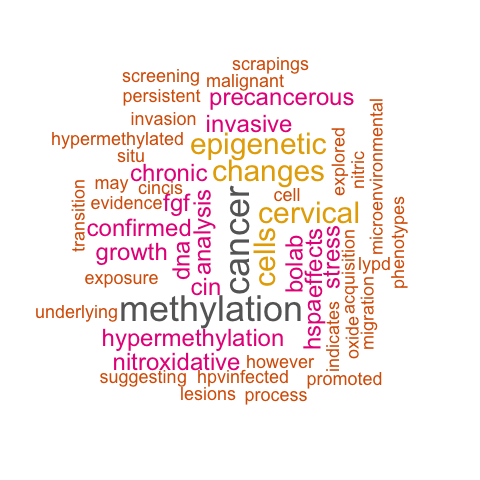 scrapings
screening
malignant
persistent
precancerous
invasion
invasive
hypermethylated
epigenetic
situ
chronic
changes
may
cincis
cell
explored
nitric
microenvironmental
evidence
fgf
analysis
cancer
cervical
transition
confirmed
dna
cells
bolab
effects
stress
acquisition
lypd
phenotypes
growth
exposure
cin
underlying
methylation
hspa
indicates
oxide
migration
hypermethylation
nitroxidative
however
suggesting
hpvinfected
promoted
lesions
process